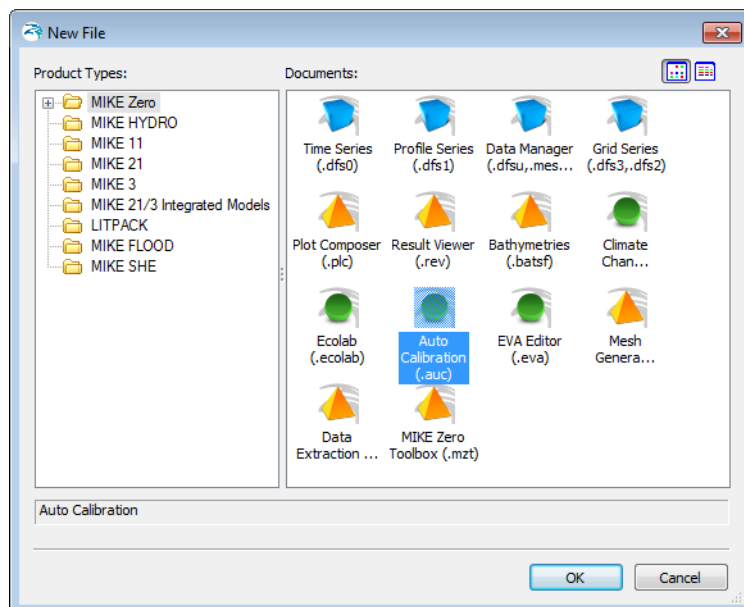 New File
Product Types:
MIKE Zero
MIKE HYDRO
MIKE 11
MIKE 21
MIKE 3
MIKE 21/3 Integrated Models
LITPACK
MIKE FLOOD
MIKE SHE
Documents:
Time Series
(.dfs0)
Profile Series
(.dfs1)
Data Manager
(.dfsu,.mes...
Grid Series
(.dfs3,.dfs2)
Plot Composer
(.plc)
Result Viewer
(.rev)
Bathymetries
(.batsf)
Climate
Chan...
Ecolab
(.ecolab)
Auto
Calibration
(.auc)
EVA Editor
(.eva)
Mesh
Genera...
Data
Extraction ...
MIKE Zero
Toolbox (.mzt)
Auto Calibration
OK
Cancel